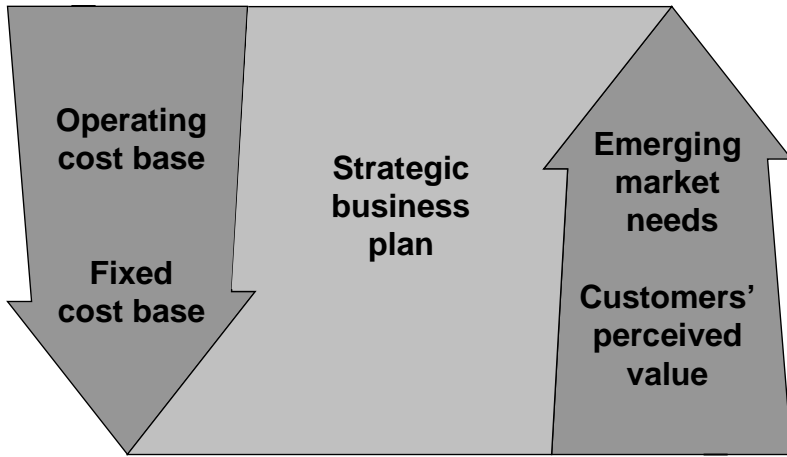 Operating
cost base
Fixed
cost base
Strategic
business
plan
Emerging
market
needs
Customers’
perceived
value